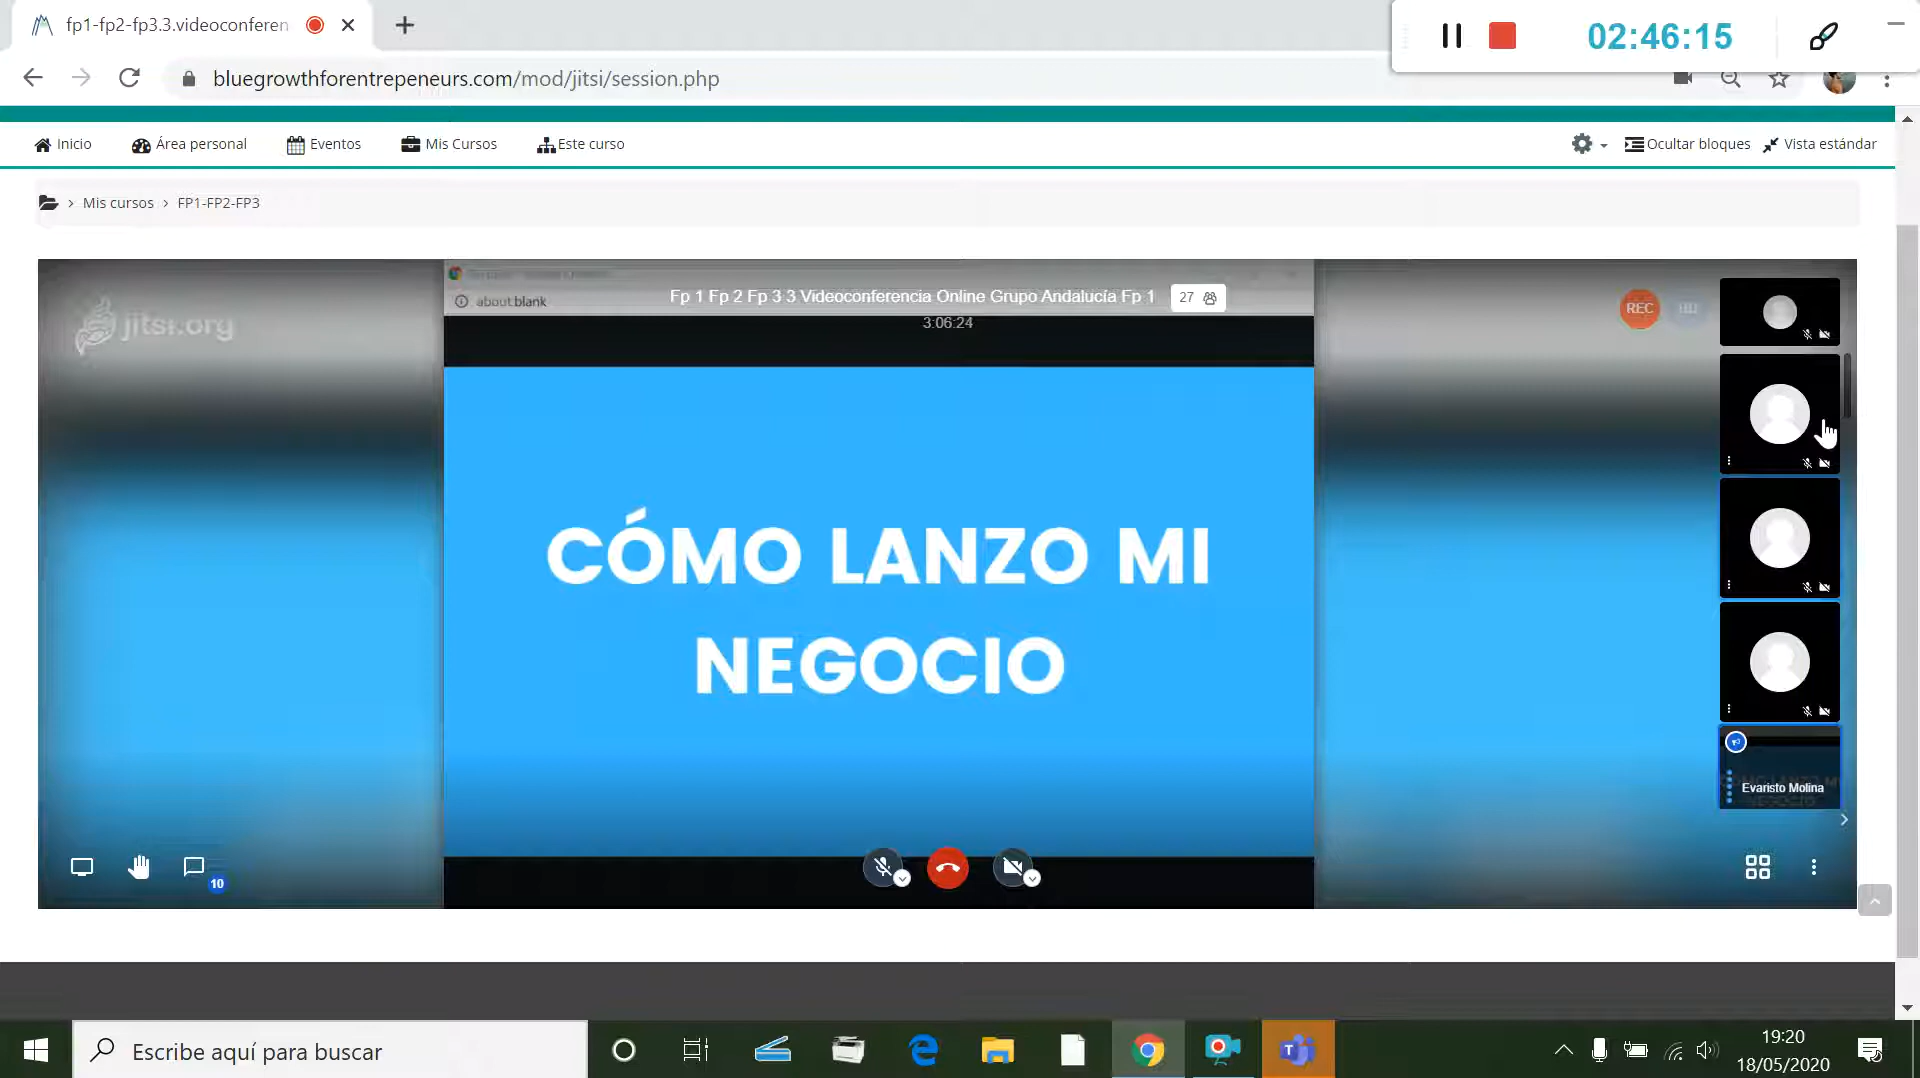 fp1-fp2-fp3.3.videoconferen
02:46:15
bluegrowthforentrepeneurs.com/mod/jitsi/session.php
Inicio
Área personal
Eventos
Mis Cursos
Este curso
Ocultar bloques
Vista estándar
Mis cursos
FP1-FP2-FP3
jitsi.org
about:blank
Fp 1 Fp 2 Fp 3 3 Videoconferencia Online Grupo Andalucía Fp 1
27
3:06:24
REC
CÓMO LANZO MI
NEGOCIO
Evaristo Molina
10
Escribe aquí para buscar
19:20
18/05/2020